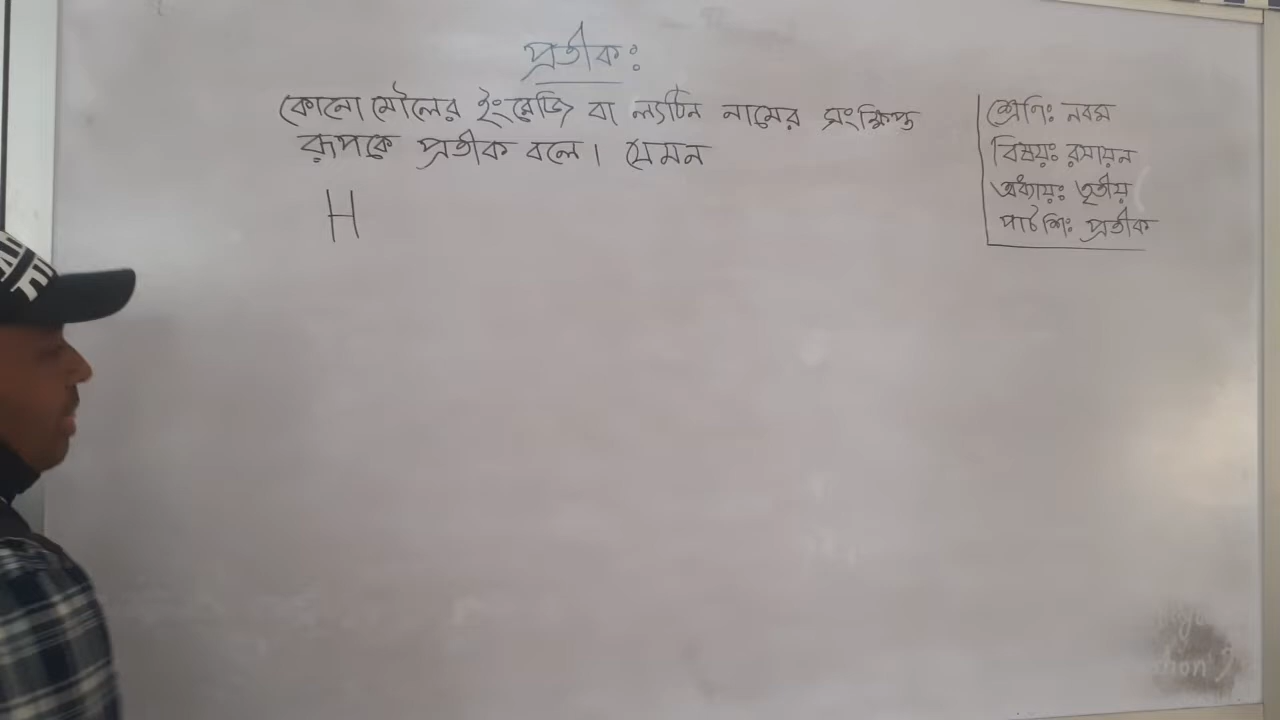 প্রতীক ঃ
কোনো মৌলের ইংরেজি বা ল্যাটিন নামের সংক্ষিপ্ত
রূপকে প্রতীক বলে। যেমন
H
শ্রেণিঃ নবম
বিষয়ঃ রসায়ন
অধ্যায়ঃ তৃতীয়
পাঠ শিঃ প্রতীক